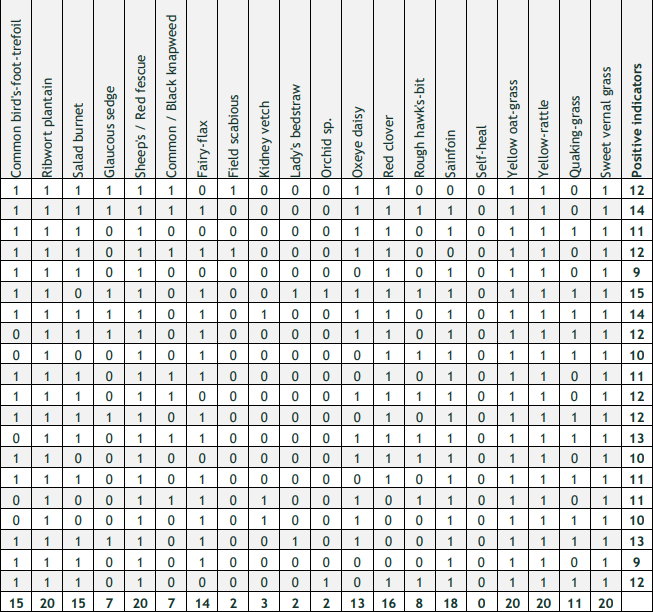 Common bird's-foot-trefoil
Ribwort plantain
Salad burnet
Glaucous sedge
Sheep's / Red fescue
Common / Black knapweed
Fairy-flax
Field scabious
Kidney vetch
Lady's bedstraw
Orchid sp.
Oxeye daisy
Red clover
Rough hawk's-bit
Sainfoin
Self-heal
Yellow oat-grass
Yellow-rattle
Quaking-grass
Sweet vernal grass
Positive indicators
1 1 1 1 1 1 0 1 0 0 0 1 1 0 0 0 1 1 0 1 12
1 1 1 1 1 1 1 0 0 0 0 1 1 1 1 0 1 1 0 1 14
1 1 1 0 1 0 0 0 0 0 0 1 1 0 1 0 1 1 1 1 11
1 1 1 0 1 1 1 1 0 0 0 1 1 0 0 0 1 1 0 1 12
1 1 1 0 1 0 0 0 0 0 0 0 1 0 1 0 1 1 0 1 9
1 1 0 1 1 0 1 0 0 1 1 1 1 1 1 0 1 1 1 1 15
1 1 1 1 1 0 1 0 1 0 0 1 1 0 1 0 1 1 1 1 14
0 1 1 1 1 0 1 0 0 0 0 1 1 0 1 0 1 1 1 1 12
0 1 0 0 1 0 1 0 0 0 0 0 1 1 1 0 1 1 1 1 10
1 1 1 0 1 1 1 0 0 0 0 0 1 0 1 0 1 1 0 1 11
1 1 1 0 1 1 0 0 0 0 0 1 1 1 1 0 1 1 0 1 12
1 1 1 1 1 0 1 0 0 0 0 0 1 0 1 0 1 1 1 1 12
0 1 1 0 1 1 1 0 0 0 0 1 1 1 1 0 1 1 1 1 13
1 1 0 0 1 0 0 0 0 0 0 1 1 1 1 0 1 1 0 1 10
1 1 1 0 1 0 1 0 0 0 0 0 1 0 1 0 1 1 1 1 11
0 1 0 0 1 1 1 0 1 0 0 1 0 1 1 0 1 1 0 1 11
0 1 0 0 1 0 1 0 1 0 0 1 0 0 1 0 1 1 1 1 10
1 1 1 1 1 0 1 0 0 1 0 1 0 0 1 0 1 1 1 1 13
1 1 1 0 1 0 1 0 0 0 0 0 0 0 1 0 1 1 0 1 9
1 1 1 0 1 0 0 0 0 0 1 0 1 1 1 0 1 1 1 1 12
15 20 15 7 20 7 14 2 3 2 2 13 16 8 18 0 20 20 11 20